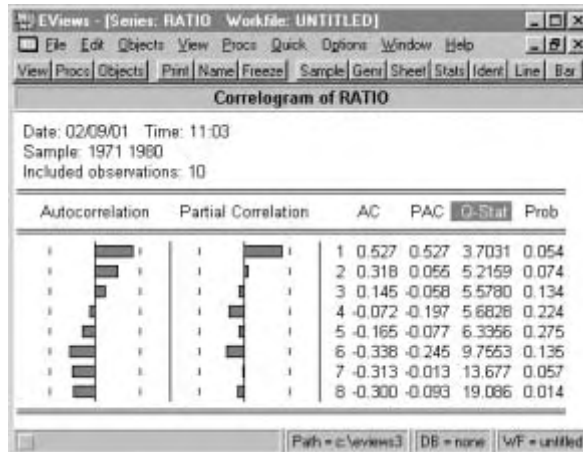 EViews - [Series: RATIO Workfile: UNTITLED]
File Edit Objects View Procs Quick Options Window Help
View Procs Objects Print Name Freeze Sample Genr Sheet Stats Ident Line Bar
Correlogram of RATIO
Date: 02/09/01 Time: 11:03
Sample: 1971 1980
Included observations: 10
Autocorrelation Partial Correlation AC PAC Q-Stat Prob
1 0.527 0.527 3.7031 0.054
2 0.318 0.055 5.2159 0.074
3 0.145 -0.058 5.5780 0.134
4 -0.072 -0.197 5.6828 0.224
5 -0.165 -0.077 6.3356 0.275
6 -0.338 -0.245 9.7553 0.135
7 -0.313 -0.013 13.677 0.057
8 -0.300 -0.093 19.086 0.014
Path = c:\eviews3 DB = none WF = untitled